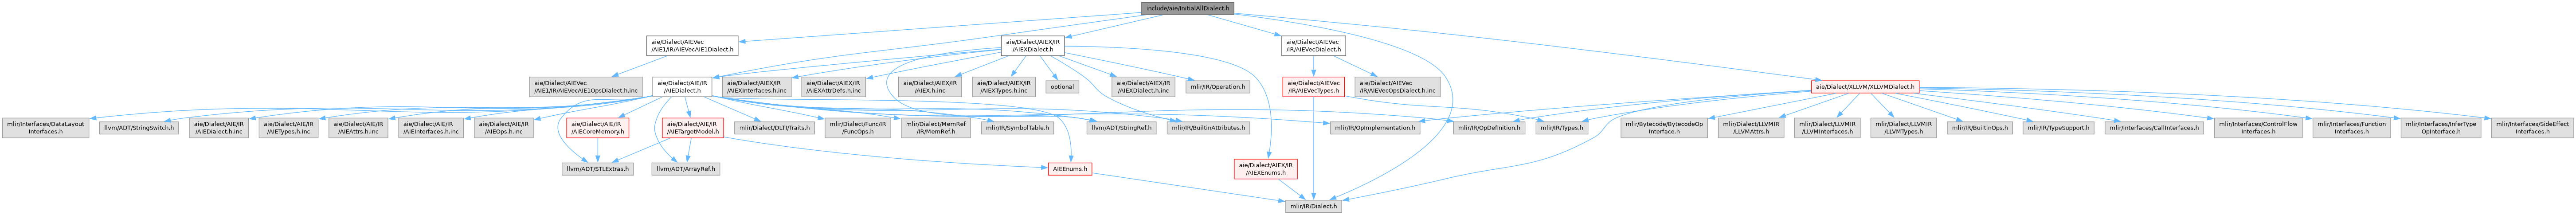 include/aie/InitialAllDialect.h
aie/Dialect/AIEVec
/AIE1/IR/AIEVecAIE1Dialect.h
aie/Dialect/AIEX/IR
/AIEXDialect.h
aie/Dialect/AIEVec
/IR/AIEVecDialect.h
aie/Dialect/AIEVec
/AIE1/IR/AIEVecAIE1OpsDialect.h.inc
aie/Dialect/AIE/IR
/AIEDialect.h
aie/Dialect/AIEX/IR
/AIEXInterfaces.h.inc
aie/Dialect/AIEX/IR
/AIEXAttrDefs.h.inc
aie/Dialect/AIEX/IR
/AIEX.h.inc
aie/Dialect/AIEX/IR
/AIEXTypes.h.inc
optional
aie/Dialect/AIEX/IR
/AIEXDialect.h.inc
mlir/IR/Operation.h
aie/Dialect/AIEVec
/IR/AIEVecTypes.h
aie/Dialect/AIEVec
/IR/AIEVecOpsDialect.h.inc
aie/Dialect/XLLVM/XLLVMDialect.h
mlir/Interfaces/DataLayout
Interfaces.h
llvm/ADT/StringSwitch.h
aie/Dialect/AIE/IR
/AIEDialect.h.inc
aie/Dialect/AIE/IR
/AIETypes.h.inc
aie/Dialect/AIE/IR
/AIEAttrs.h.inc
aie/Dialect/AIE/IR
/AIEInterfaces.h.inc
aie/Dialect/AIE/IR
/AIEOps.h.inc
aie/Dialect/AIE/IR
/AIECoreMemory.h
aie/Dialect/AIE/IR
/AIETargetModel.h
mlir/Dialect/DLTI/Traits.h
mlir/Dialect/Func/IR
/FuncOps.h
mlir/Dialect/MemRef
/IR/MemRef.h
mlir/IR/SymbolTable.h
llvm/ADT/StringRef.h
mlir/IR/BuiltinAttributes.h
mlir/IR/OpImplementation.h
mlir/IR/OpDefinition.h
mlir/IR/Types.h
mlir/Bytecode/BytecodeOp
Interface.h
mlir/Dialect/LLVMIR
/LLVMAttrs.h
mlir/Dialect/LLVMIR
/LLVMInterfaces.h
mlir/Dialect/LLVMIR
/LLVMTypes.h
mlir/IR/BuiltinOps.h
mlir/IR/TypeSupport.h
mlir/Interfaces/CallInterfaces.h
mlir/Interfaces/ControlFlow
Interfaces.h
mlir/Interfaces/Function
Interfaces.h
mlir/Interfaces/InferType
OpInterface.h
mlir/Interfaces/SideEffect
Interfaces.h
llvm/ADT/STLExtras.h
llvm/ADT/ArrayRef.h
AIEEnums.h
aie/Dialect/AIEX/IR
/AIEXEnums.h
mlir/IR/Dialect.h